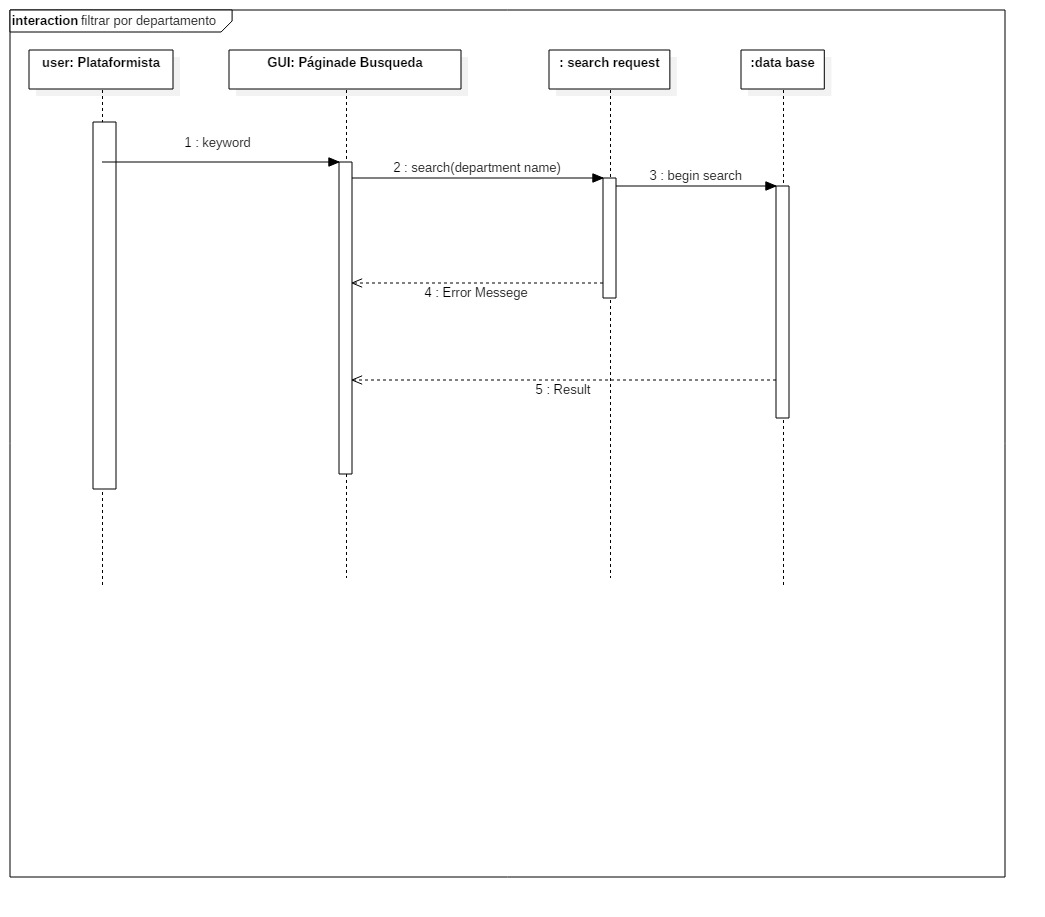 interaction filtrar por departamento
user: Plataformista
GUI: Páginade Busqueda
: search request
:data base
1 : keyword
2 : search(department name)
3 : begin search
4 : Error Messege
5 : Result